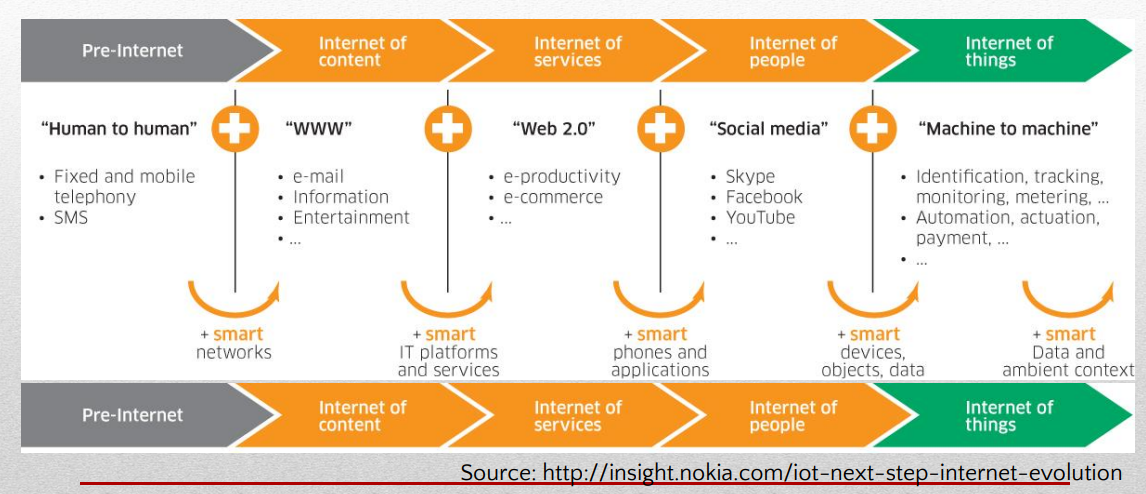 Pre-Internet
Internet of
content
Internet of
services
Internet of
people
Internet of
things
“Human to human”
• Fixed and mobile
telephony
• SMS
“WWW”
• e-mail
• Information
• Entertainment
• ...
“Web 2.0”
• e-productivity
• e-commerce
• ...
“Social media”
• Skype
• Facebook
• YouTube
• ...
“Machine to machine”
• Identification, tracking,
monitoring, metering, ...
• Automation, actuation,
payment, ...
• ...
+ smart
networks
+ smart
IT platforms
and services
+ smart
phones and
applications
+ smart
devices,
objects, data
+ smart
Data and
ambient context
Pre-Internet
Internet of
content
Internet of
services
Internet of
people
Internet of
things
Source: http://insight.nokia.com/iot-next-step-internet-evolution